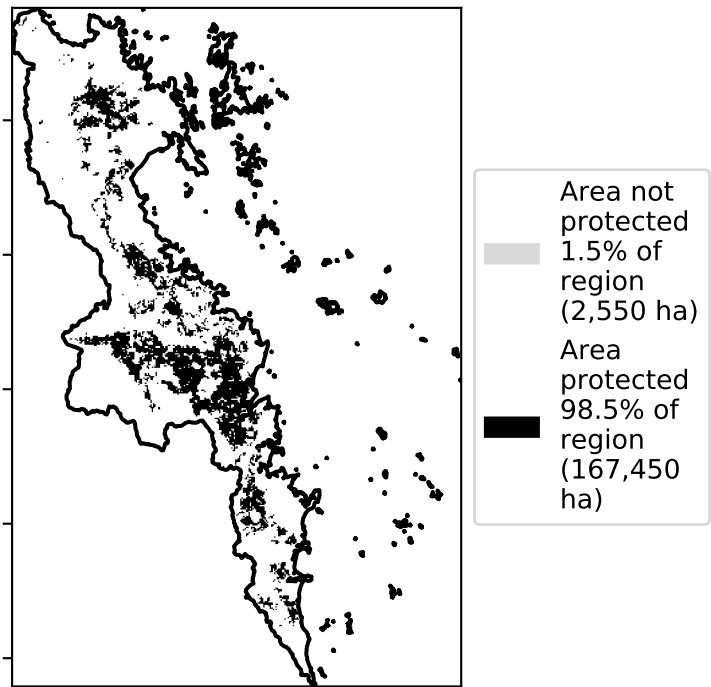 Area not
protected
1.5% of
region
(2,550 ha)
Area
protected
98.5% of
region
(167,450
ha)